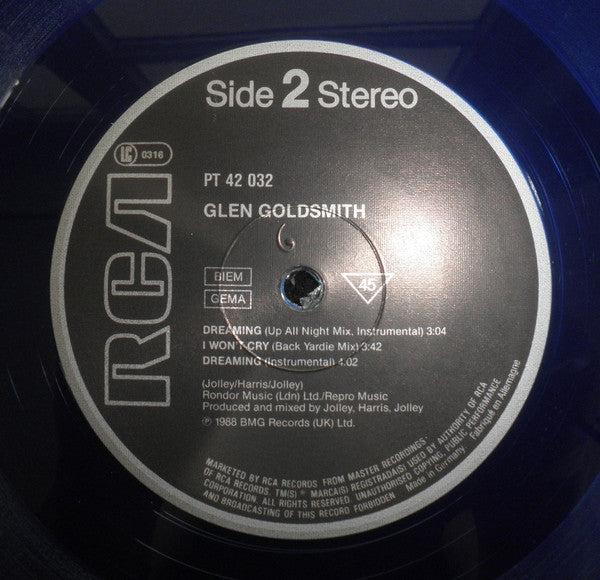 Side 2 Stereo
LC 0316
PT 42 032
GLEN GOLDSMITH
RCA
BIEM
GEMA
45
DREAMING (Up All Night Mix, Instrumental) 3:04
I WON'T CRY (Back Yardie Mix) 3:42
DREAMING (Instrumental) 4:02
(Jolley/Harris/Jolley)
Rondor Music (Ldn) Ltd./Repro Music
Produced and mixed by Jolley, Harris, Jolley
℗ 1988 BMG Records (UK) Ltd.
MARKETED BY RCA RECORDS FROM MASTER RECORDINGS·
OF RCA RECORDS. TM(S) ® MARCA(S) REGISTRADA(S) USED BY AUTHORITY OF RCA
CORPORATION. ALL RIGHTS RESERVED. UNAUTHORISED COPYING, PUBLIC PERFORMANCE
AND BROADCASTING OF THIS RECORD FORBIDDEN
Made in Germany
Fabriqué en Allemagne